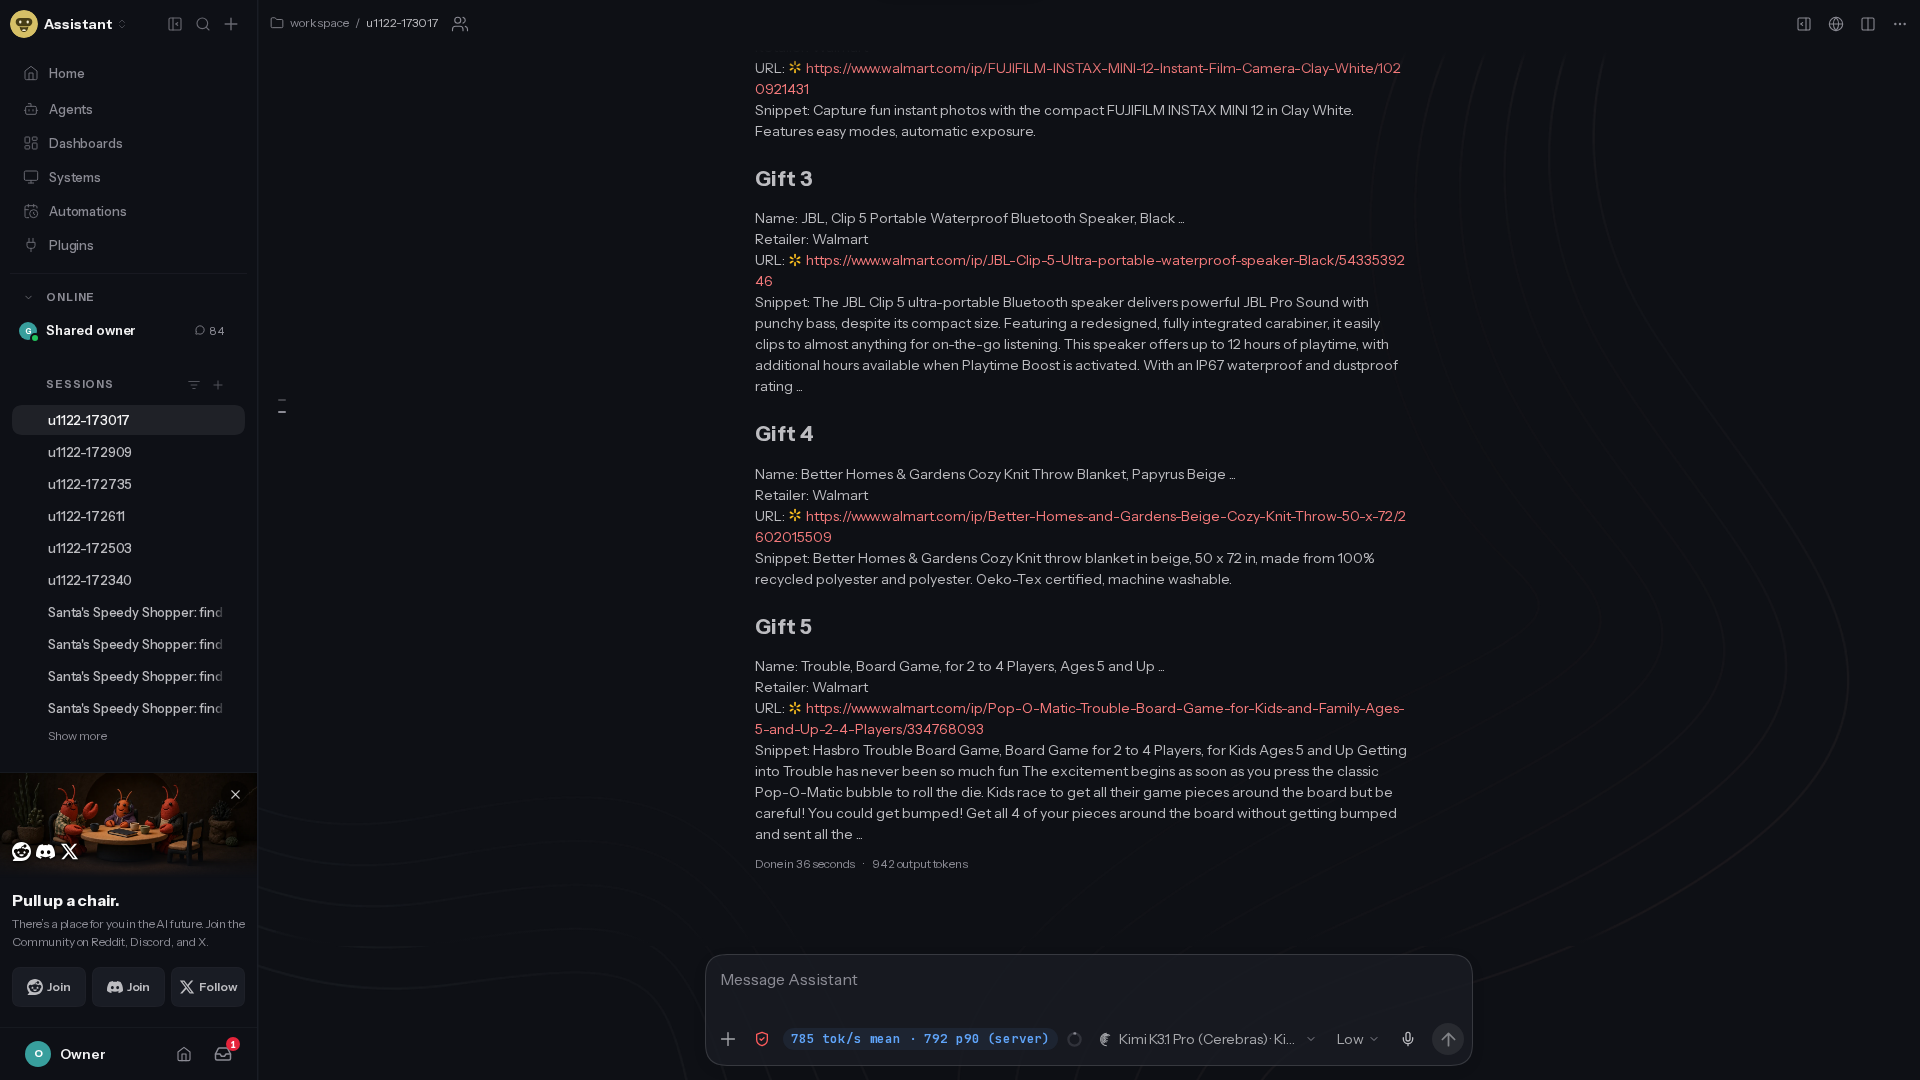 Assistant
Home
Agents
Dashboards
Systems
Automations
Plugins
ONLINE
G
Shared owner
84
SESSIONS
u1122-173017
u1122-172909
u1122-172735
u1122-172611
u1122-172503
u1122-172340
Santa's Speedy Shopper: find
Santa's Speedy Shopper: find
Santa's Speedy Shopper: find
Santa's Speedy Shopper: find
Show more
Pull up a chair.
There's a place for you in the AI future. Join the
Community on Reddit, Discord, and X.
Join
Join
Follow
O
Owner
1
workspace / u1122-173017
URL: https://www.walmart.com/ip/FUJIFILM-INSTAX-MINI-12-Instant-Film-Camera-Clay-White/102
0921431
Snippet: Capture fun instant photos with the compact FUJIFILM INSTAX MINI 12 in Clay White.
Features easy modes, automatic exposure.
Gift 3
Name: JBL, Clip 5 Portable Waterproof Bluetooth Speaker, Black ...
Retailer: Walmart
URL: https://www.walmart.com/ip/JBL-Clip-5-Ultra-portable-waterproof-speaker-Black/54335392
46
Snippet: The JBL Clip 5 ultra-portable Bluetooth speaker delivers powerful JBL Pro Sound with
punchy bass, despite its compact size. Featuring a redesigned, fully integrated carabiner, it easily
clips to almost anything for on-the-go listening. This speaker offers up to 12 hours of playtime, with
additional hours available when Playtime Boost is activated. With an IP67 waterproof and dustproof
rating ...
Gift 4
Name: Better Homes & Gardens Cozy Knit Throw Blanket, Papyrus Beige ...
Retailer: Walmart
URL: https://www.walmart.com/ip/Better-Homes-and-Gardens-Beige-Cozy-Knit-Throw-50-x-72/2
602015509
Snippet: Better Homes & Gardens Cozy Knit throw blanket in beige, 50 x 72 in, made from 100%
recycled polyester and polyester. Oeko-Tex certified, machine washable.
Gift 5
Name: Trouble, Board Game, for 2 to 4 Players, Ages 5 and Up ...
Retailer: Walmart
URL: https://www.walmart.com/ip/Pop-O-Matic-Trouble-Board-Game-for-Kids-and-Family-Ages-
5-and-Up-2-4-Players/334768093
Snippet: Hasbro Trouble Board Game, Board Game for 2 to 4 Players, for Kids Ages 5 and Up Getting
into Trouble has never been so much fun The excitement begins as soon as you press the classic
Pop-O-Matic bubble to roll the die. Kids race to get all their game pieces around the board but be
careful! You could get bumped! Get all 4 of your pieces around the board without getting bumped
and sent all the ...
Done in 36 seconds · 942 output tokens
Message Assistant
785 tok/s mean · 792 p90 (server)
Kimi K3.1 Pro (Cerebras) · Ki...
Low